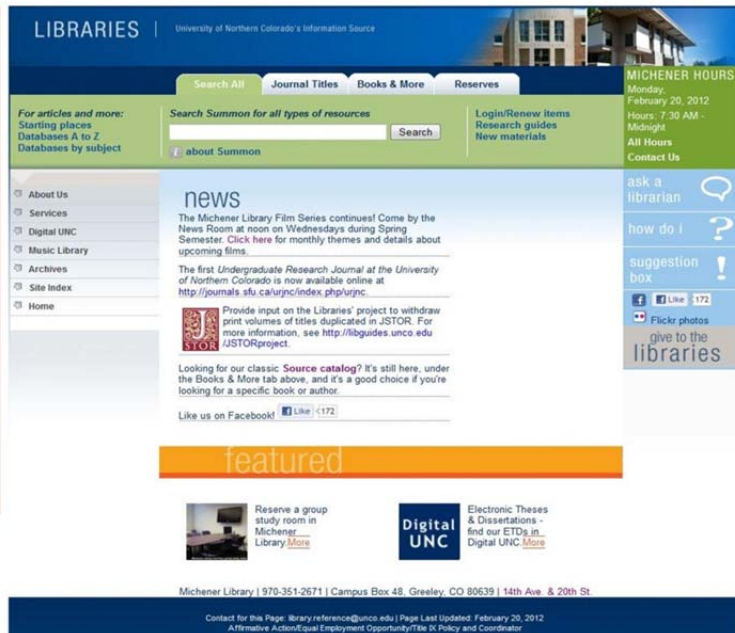 LIBRARIES | University of Northern Colorado's Information Source
Search All Journal Titles Books & More Reserves
For articles and more:
Starting places
Databases A to Z
Databases by subject
Search Summon for all types of resources
Search
i about Summon
Login/Renew items
Research guides
New materials
MICHENER HOURS
Monday,
February 20, 2012
Hours: 7:30 AM -
Midnight
All Hours
Contact Us
About Us
Services
Digital UNC
Music Library
Archives
Site Index
Home
news
The Michener Library Film Series continues! Come by the
News Room at noon on Wednesdays during Spring
Semester. Click here for monthly themes and details about
upcoming films.
The first Undergraduate Research Journal at the University
of Northern Colorado is now available online at
http://journals.sfu.ca/urjnc/index.php/urjnc.
JSTOR
Provide input on the Libraries' project to withdraw
print volumes of titles duplicated in JSTOR. For
more information, see http://libguides.unco.edu
/JSTORproject.
Looking for our classic Source catalog? It's still here, under
the Books & More tab above, and it's a good choice if you're
looking for a specific book or author.
Like us on Facebook! Like 172
ask a
librarian
how do i ?
suggestion
box !
f Like 172
Flickr photos
give to the
libraries
featured
Reserve a group
study room in
Michener
Library.More
Digital
UNC
Electronic Theses
& Dissertations -
find our ETDs in
Digital UNC.More
Michener Library | 970-351-2671 | Campus Box 48, Greeley, CO 80639 | 14th Ave. & 20th St.
Contact for this Page: library.reference@unco.edu | Page Last Updated: February 20, 2012
Affirmative Action/Equal Employment Opportunity/Title IX Policy and Coordinator